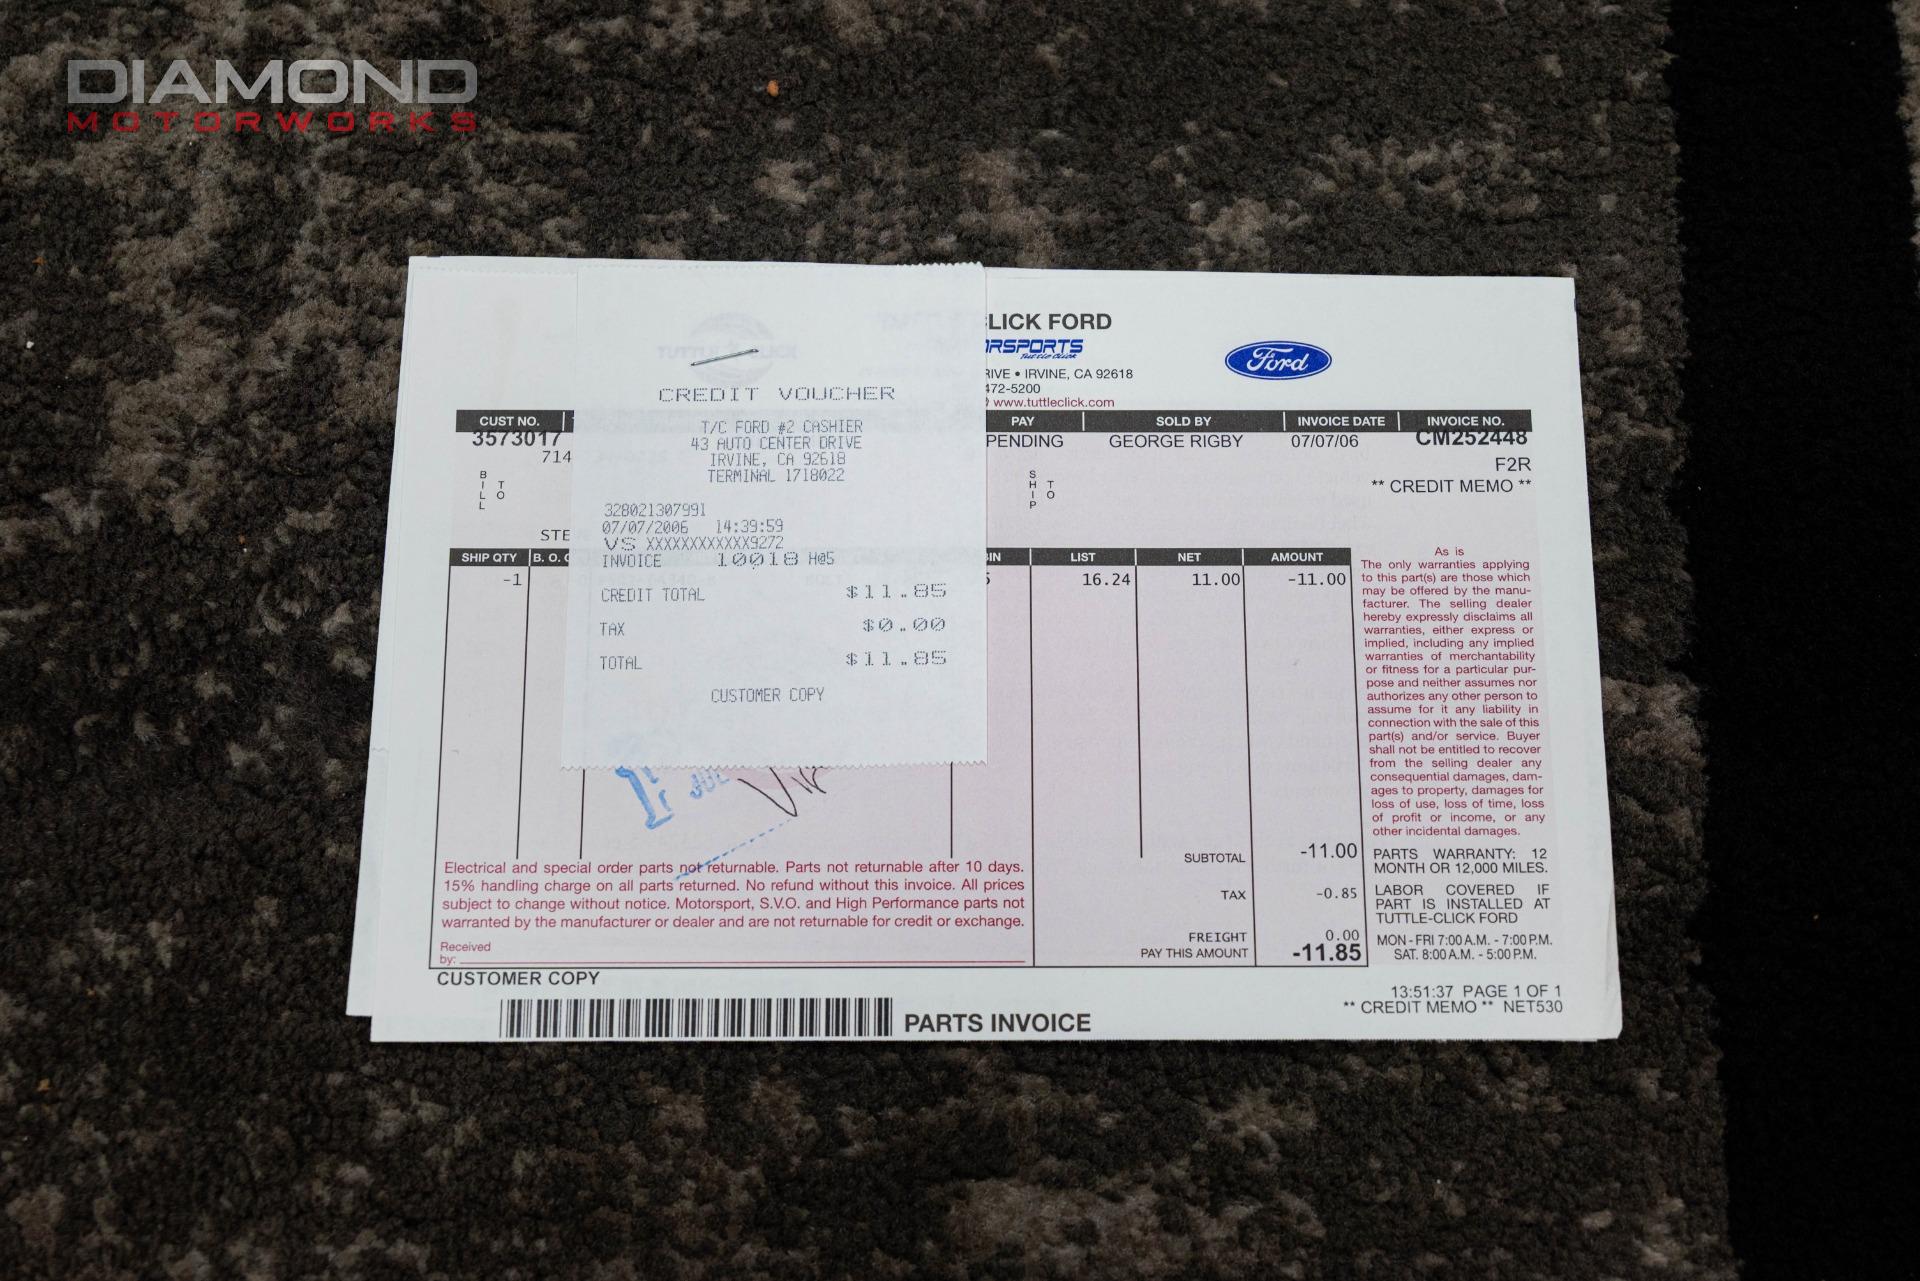 DIAMOND
MOTORWORKS
CLICK FORD
ORSPORTS
Tuttle Click
RIVE • IRVINE, CA 92618
472-5200
www.tuttleclick.com
Ford
TUTTLE CLICK
CREDIT VOUCHER
T/C FORD #2 CASHIER
43 AUTO CENTER DRIVE
IRVINE, CA 92618
TERMINAL 1718022
328021307991
07/07/2006 14:39:59
VS XXXXXXXXXXXX9272
INVOICE 10018 H@5
CREDIT TOTAL $11.85
TAX $0.00
TOTAL $11.85
CUSTOMER COPY
CUST NO. PAY SOLD BY INVOICE DATE INVOICE NO.
3573017 PENDING GEORGE RIGBY 07/07/06 CM252448
714
F2R
BILL TO
SHIP TO
** CREDIT MEMO **
STE
SHIP QTY B. O. LIST NET AMOUNT
-1 16.24 11.00 -11.00
As is
The only warranties applying
to this part(s) are those which
may be offered by the manu-
facturer. The selling dealer
hereby expressly disclaims all
warranties, either express or
implied, including any implied
warranties of merchantability
or fitness for a particular pur-
pose and neither assumes nor
authorizes any other person to
assume for it any liability in
connection with the sale of this
part(s) and/or service. Buyer
shall not be entitled to recover
from the selling dealer any
consequential damages, dam-
ages to property, damages for
loss of use, loss of time, loss
of profit or income, or any
other incidental damages.
JUL
SUBTOTAL -11.00
TAX -0.85
FREIGHT 0.00
PAY THIS AMOUNT -11.85
PARTS WARRANTY: 12
MONTH OR 12,000 MILES.
LABOR COVERED IF
PART IS INSTALLED AT
TUTTLE-CLICK FORD
MON - FRI 7:00 A.M. - 7:00 P.M.
SAT. 8:00 A.M. - 5:00 P.M.
Electrical and special order parts not returnable. Parts not returnable after 10 days.
15% handling charge on all parts returned. No refund without this invoice. All prices
subject to change without notice. Motorsport, S.V.O. and High Performance parts not
warranted by the manufacturer or dealer and are not returnable for credit or exchange.
Received
by:
CUSTOMER COPY
PARTS INVOICE
13:51:37 PAGE 1 OF 1
** CREDIT MEMO ** NET530